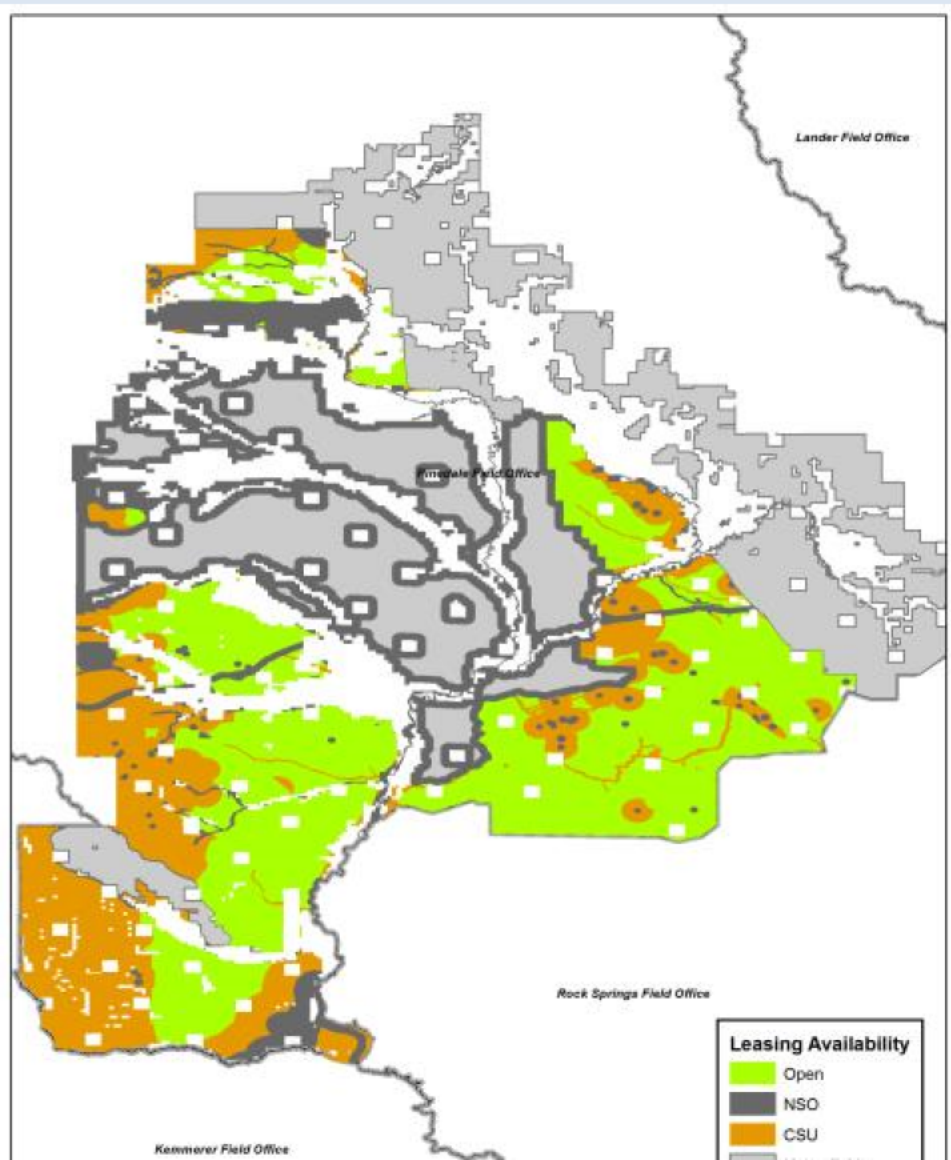 Lander Field Office
Pinedale Field Office
Rock Springs Field Office
Leasing Availability
Open
NSO
CSU
Kemmerer Field Office